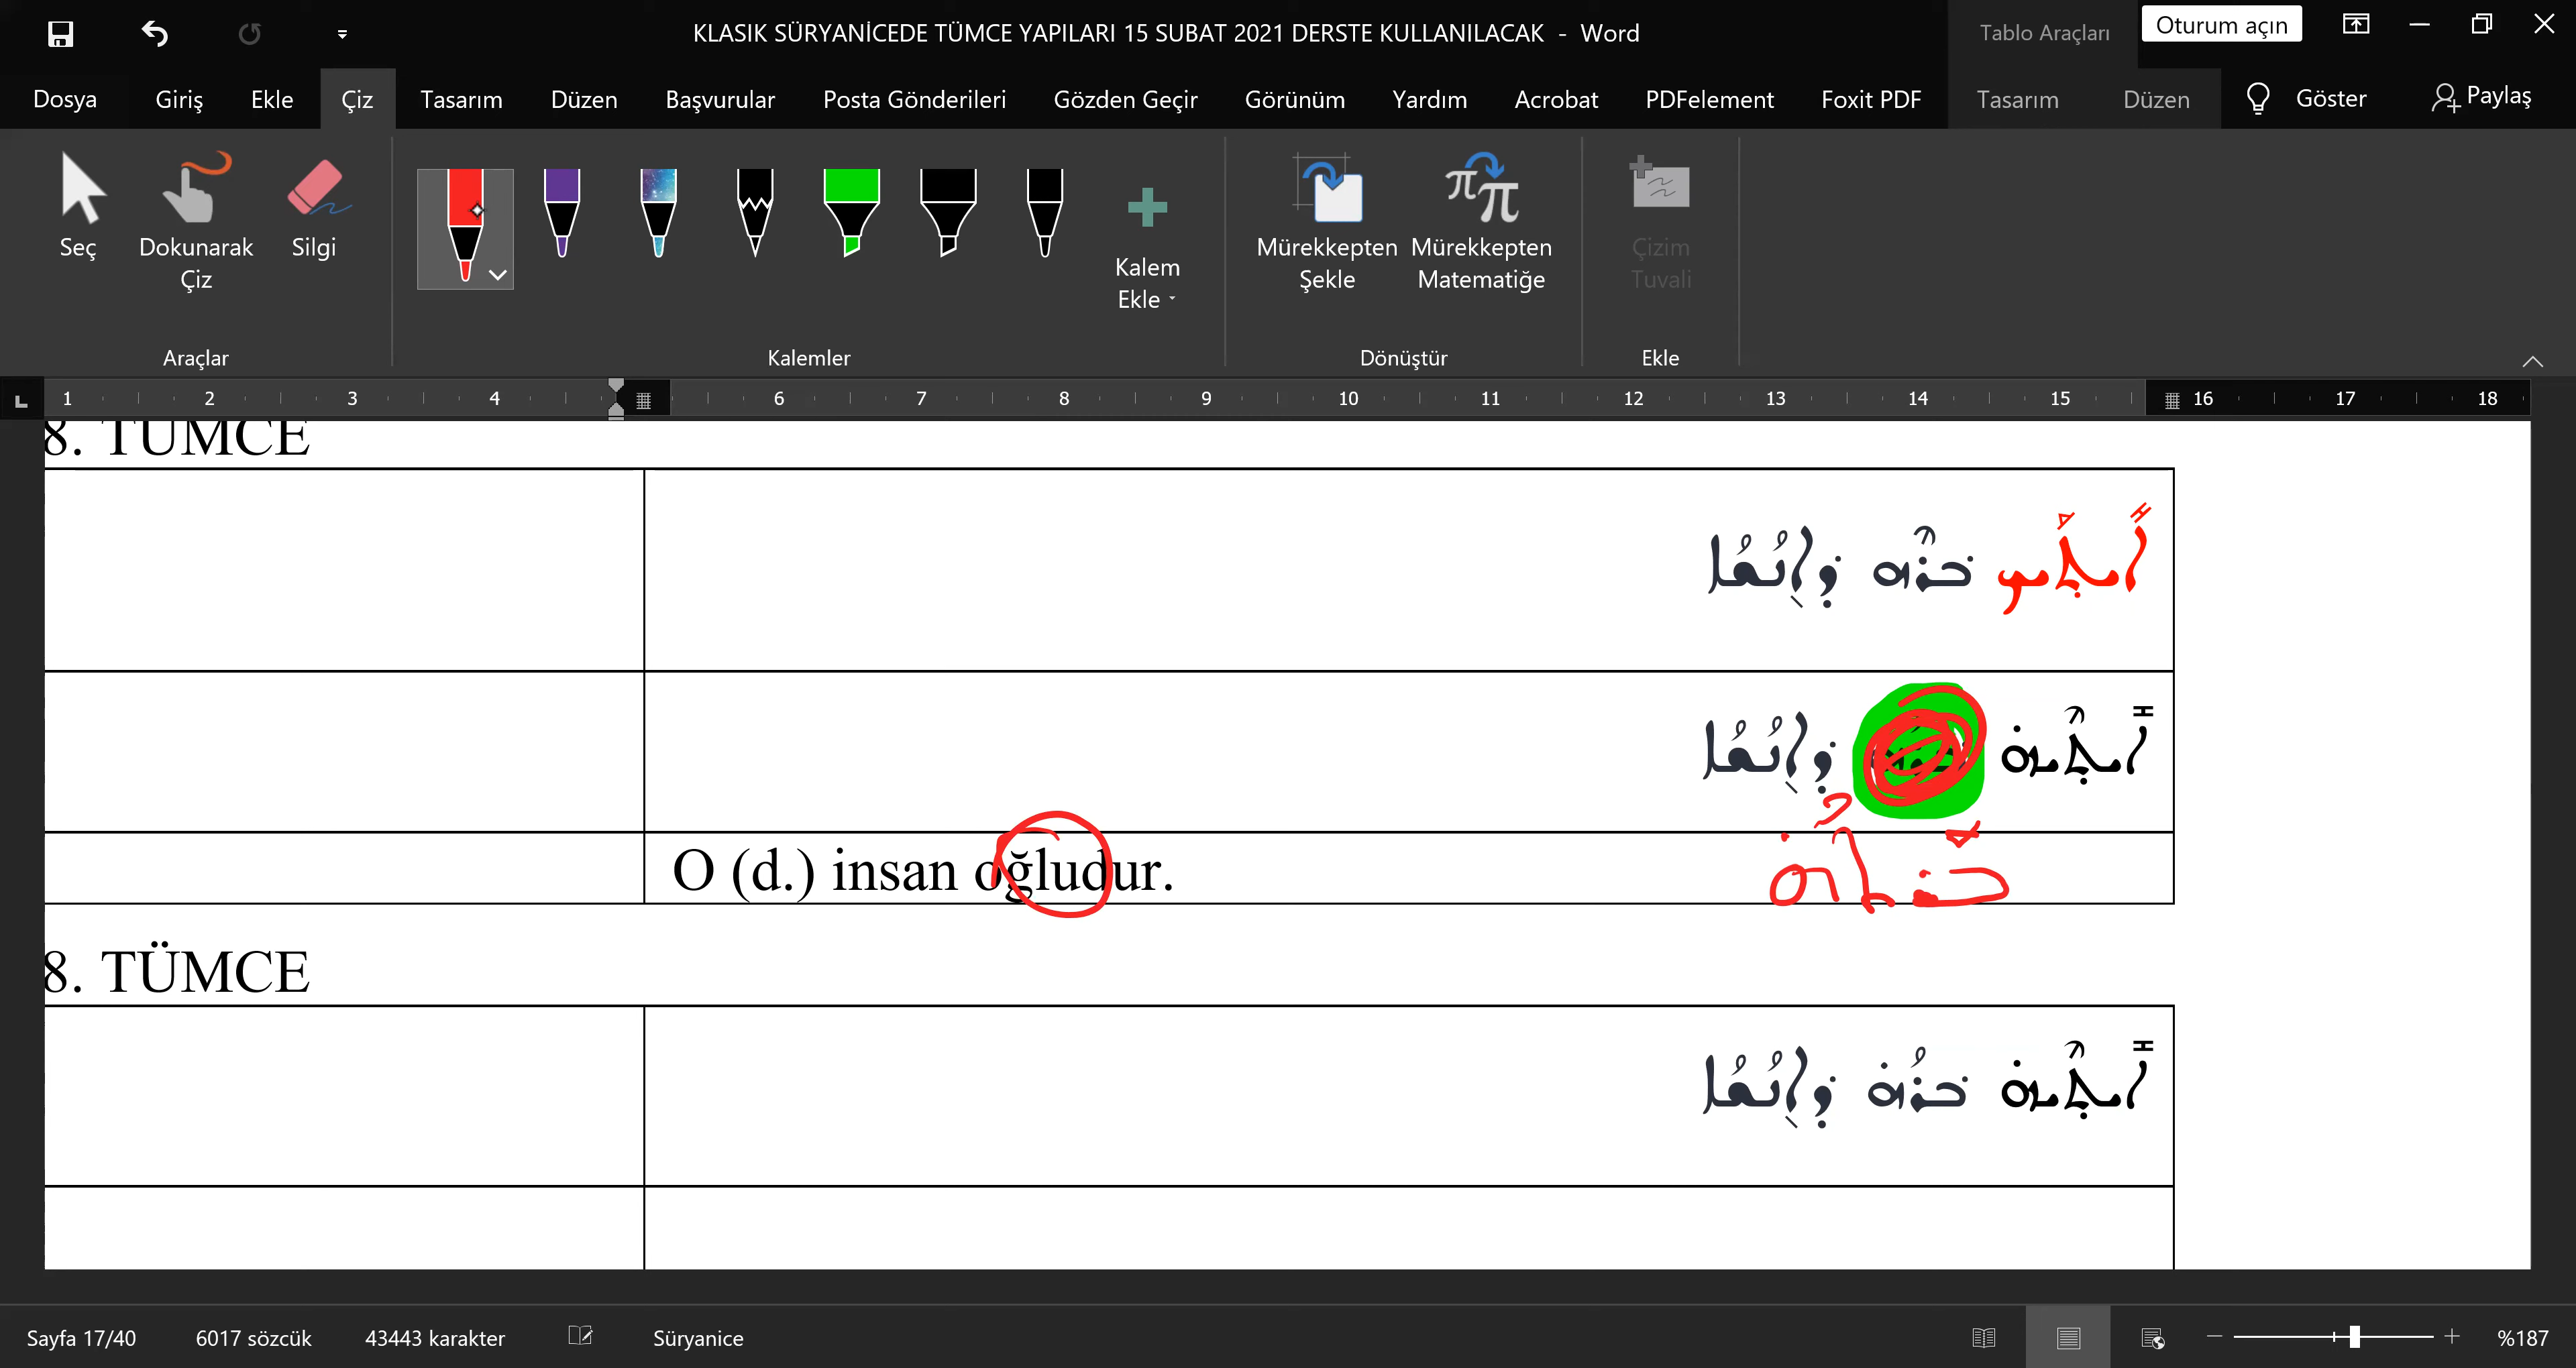 KLASIK SÜRYANİCEDE TÜMCE YAPILARI 15 SUBAT 2021 DERSTE KULLANILACAK - Word
Tablo Araçları
Oturum açın
Dosya Giriş Ekle Çiz Tasarım Düzen Başvurular Posta Gönderileri Gözden Geçir Görünüm Yardım Acrobat PDFelement Foxit PDF Tasarım Düzen Göster Paylaş
Seç
Dokunarak Çiz
Silgi
Kalem Ekle
Mürekkepten Şekle
Mürekkepten Matematiğe
Çizim Tuvali
Araçlar Kalemler Dönüştür Ekle
1 2 3 4 6 7 8 9 10 11 12 13 14 15 16 17 18
8. TÜMCE
O (d.) insan oğludur.
8. TÜMCE
Sayfa 17/40 6017 sözcük 43443 karakter Süryanice %187